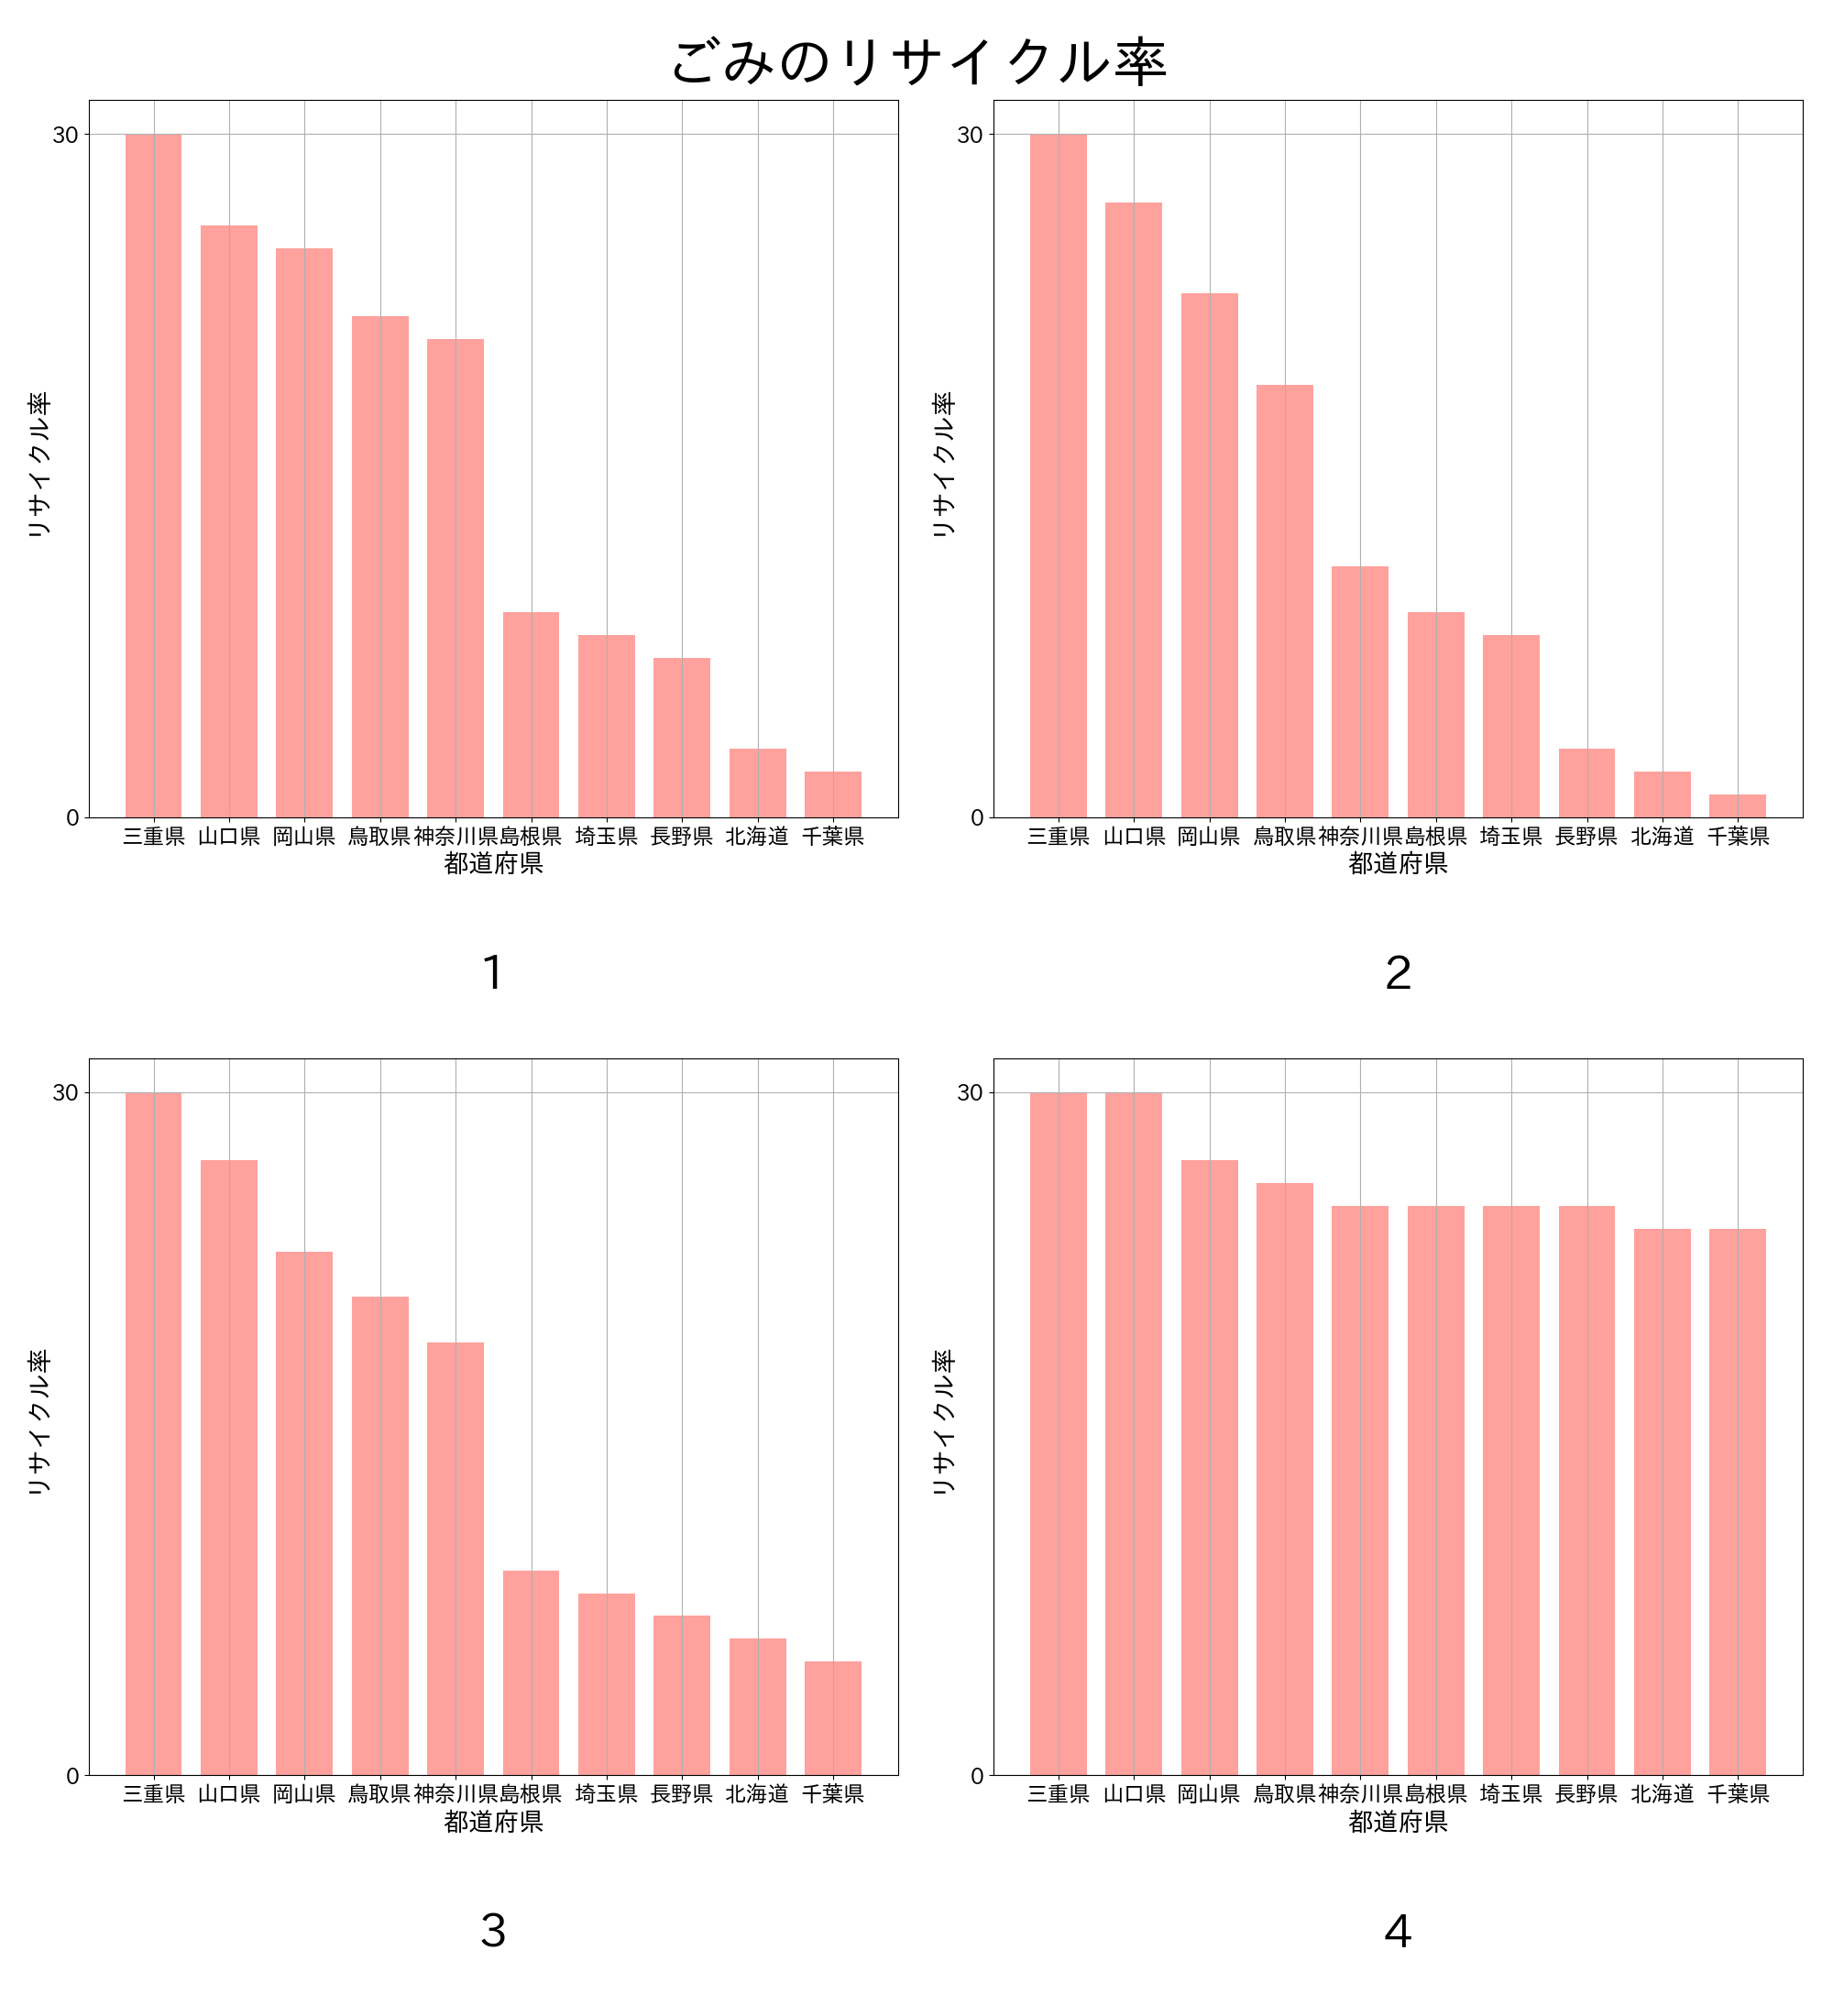 ごみのリサイクル率
30
0
リサイクル率
三重県 山口県 岡山県 鳥取県 神奈川県 島根県 埼玉県 長野県 北海道 千葉県
都道府県
1
30
0
リサイクル率
三重県 山口県 岡山県 鳥取県 神奈川県 島根県 埼玉県 長野県 北海道 千葉県
都道府県
2
30
0
リサイクル率
三重県 山口県 岡山県 鳥取県 神奈川県 島根県 埼玉県 長野県 北海道 千葉県
都道府県
3
30
0
リサイクル率
三重県 山口県 岡山県 鳥取県 神奈川県 島根県 埼玉県 長野県 北海道 千葉県
都道府県
4